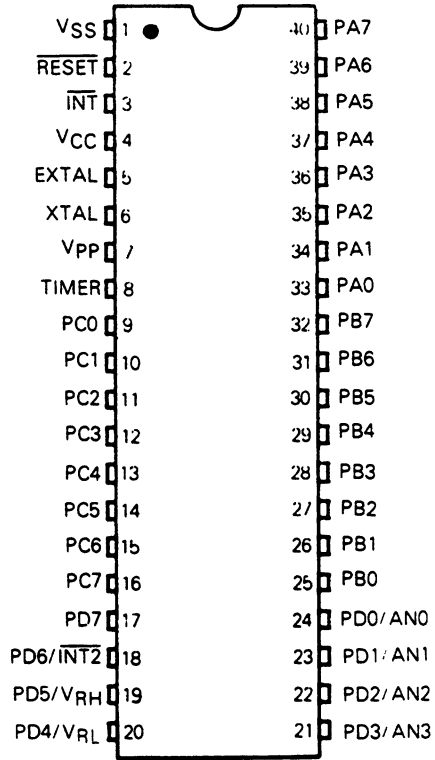 VSS 1 40 PA7
RESET 2 39 PA6
INT 3 38 PA5
VCC 4 37 PA4
EXTAL 5 36 PA3
XTAL 6 35 PA2
VPP 7 34 PA1
TIMER 8 33 PA0
PC0 9 32 PB7
PC1 10 31 PB6
PC2 11 30 PB5
PC3 12 29 PB4
PC4 13 28 PB3
PC5 14 27 PB2
PC6 15 26 PB1
PC7 16 25 PB0
PD7 17 24 PD0/AN0
PD6/INT2 18 23 PD1/AN1
PD5/VRH 19 22 PD2/AN2
PD4/VRL 20 21 PD3/AN3